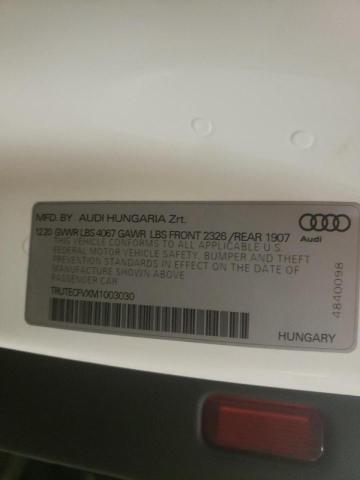 MFD. BY AUDI HUNGARIA Zrt.
12.20 GVWR LBS 4067 GAWR LBS FRONT 2326 /REAR 1907
THIS VEHICLE CONFORMS TO ALL APPLICABLE U.S.
FEDERAL MOTOR VEHICLE SAFETY, BUMPER AND THEFT
PREVENTION STANDARDS IN EFFECT ON THE DATE OF
MANUFACTURE SHOWN ABOVE
PASSENGER CAR
TRUTECFVXM1003030
Audi
HUNGARY
4840098